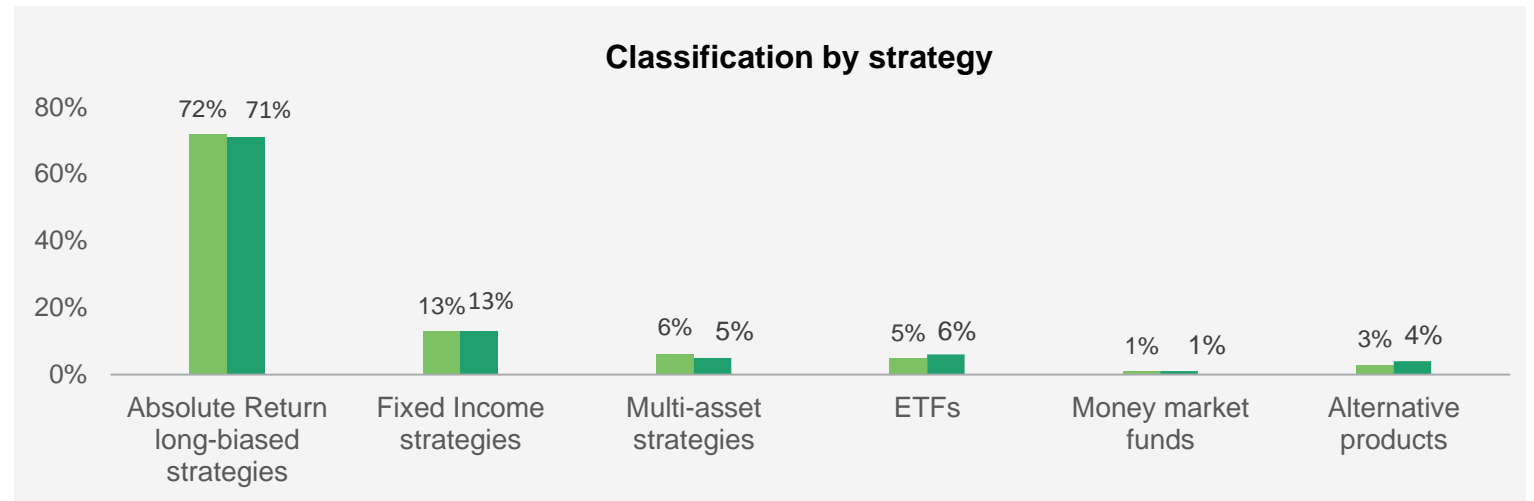 Classification by strategy
80%
60%
40%
20%
0%
72% 71%
13% 13%
6% 5%
5% 6%
1% 1%
3% 4%
Absolute Return
long-biased
strategies
Fixed Income
strategies
Multi-asset
strategies
ETFs
Money market
funds
Alternative
products